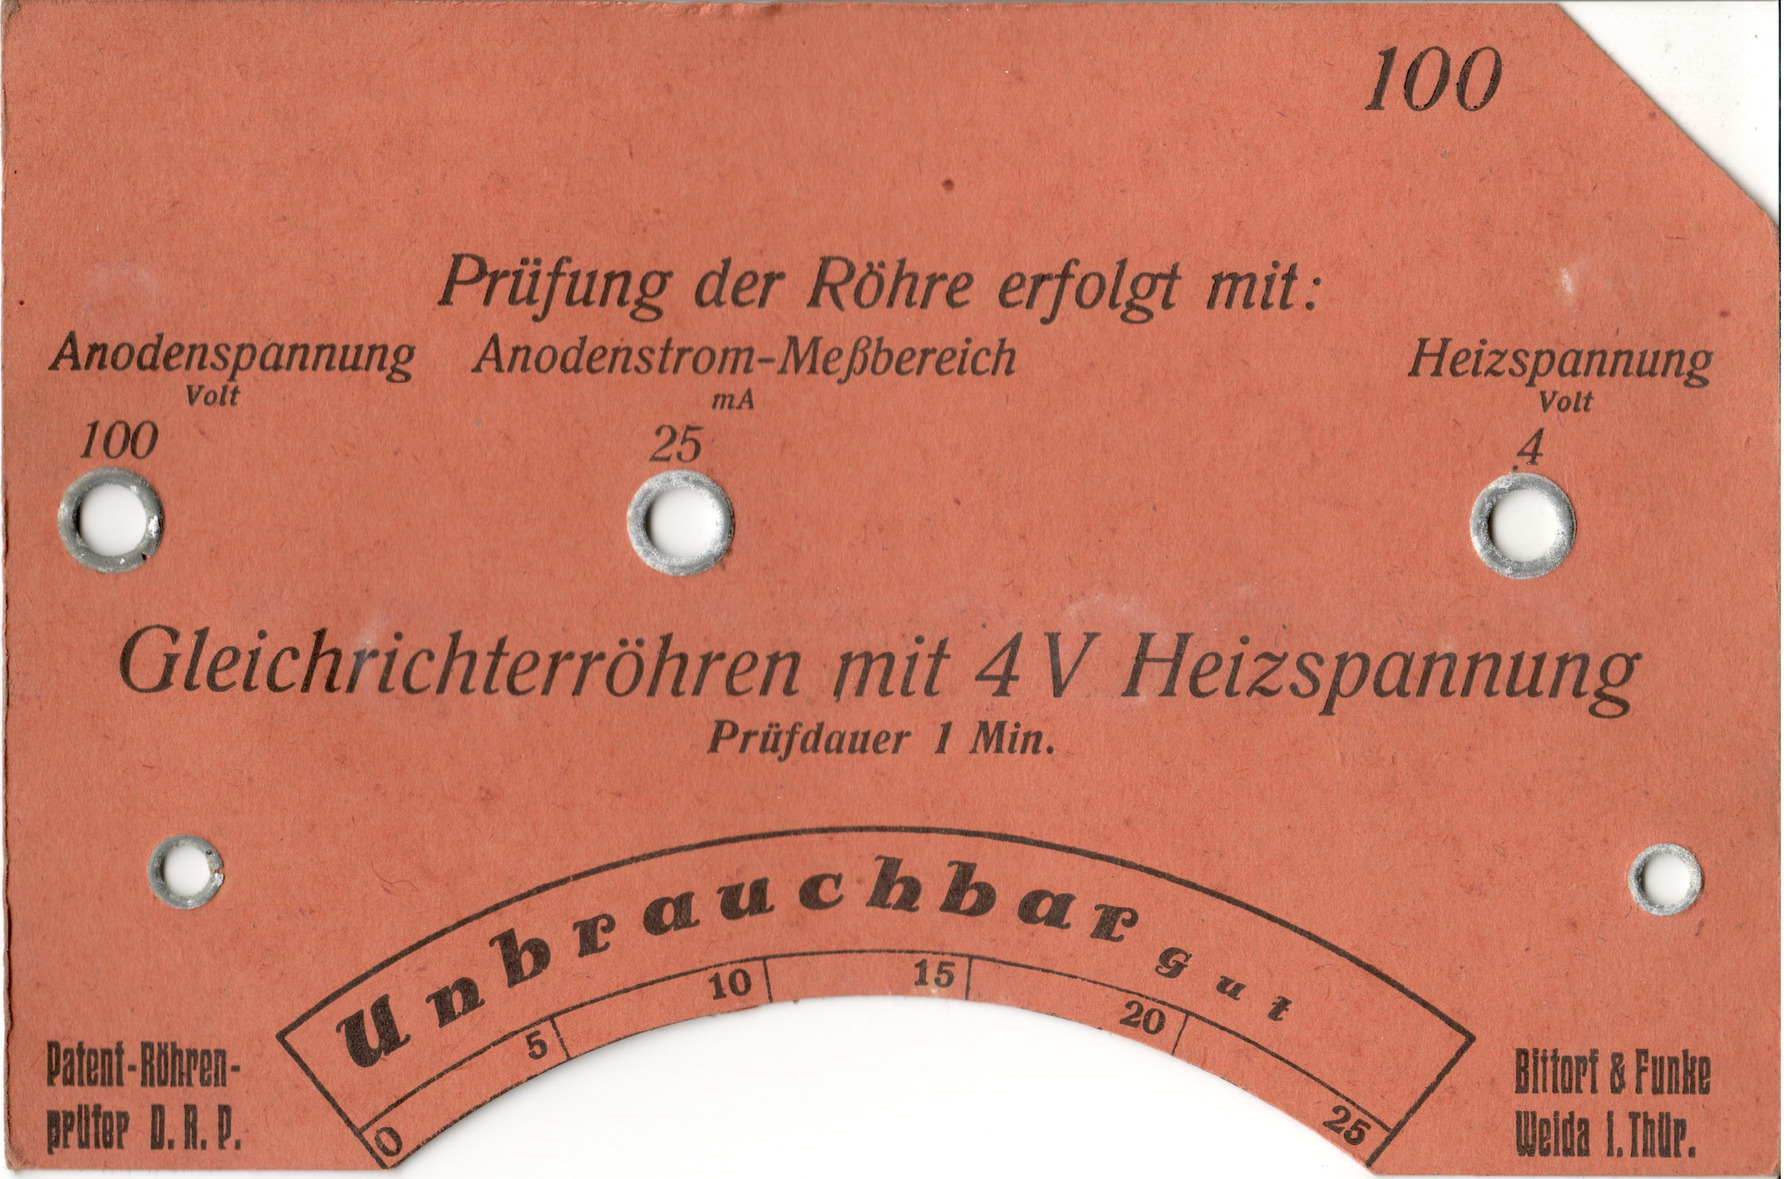 100
Prüfung der Röhre erfolgt mit:
Anodenspannung Anodenstrom-Meßbereich Heizspannung
Volt mA Volt
100 25 4
Gleichrichterröhren mit 4 V Heizspannung
Prüfdauer 1 Min.
Unbrauchbar Gut
0 5 10 15 20 25
Patent-Röhren-
prüfer D. R. P.
Bittorf & Funke
Weida i. Thür.